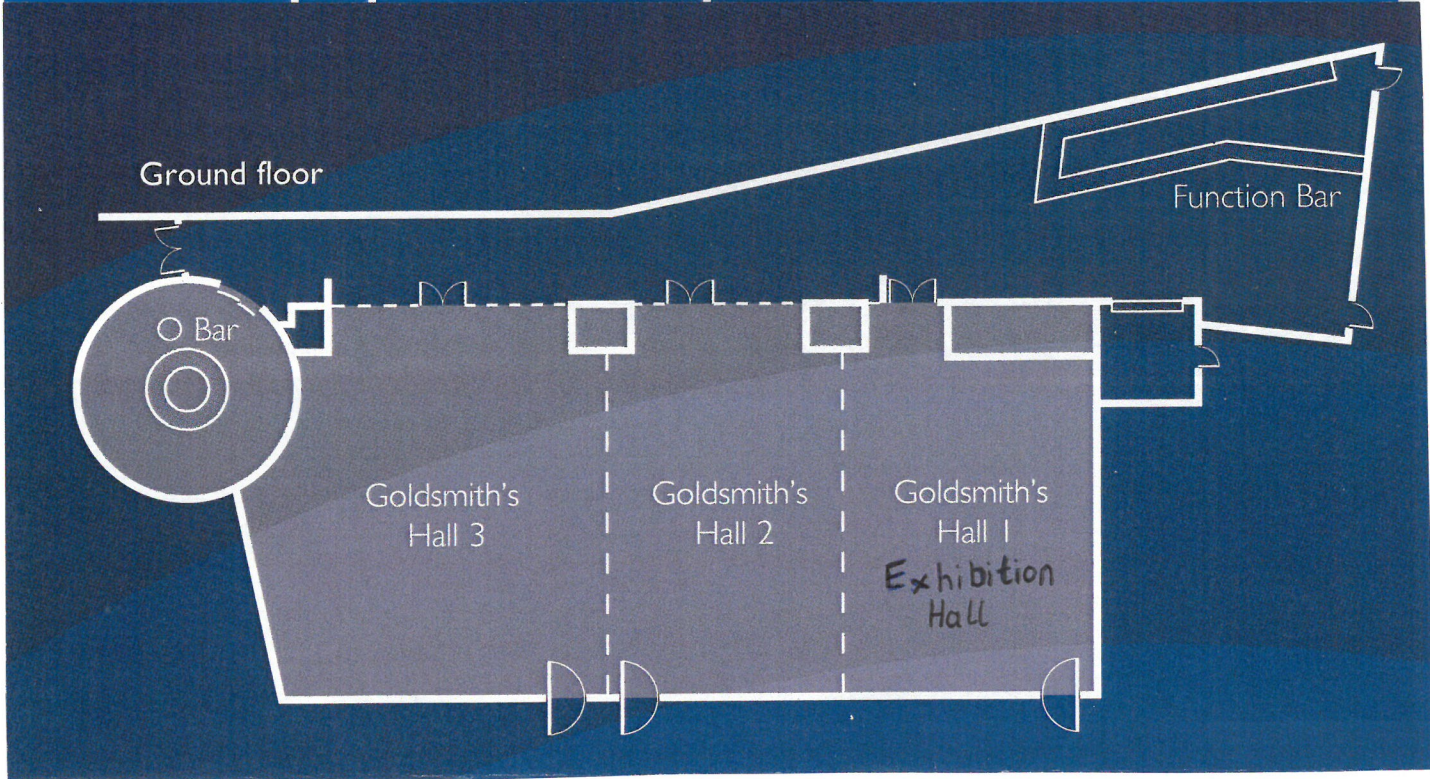 Ground floor
Function Bar
O Bar
Goldsmith's
Hall 3
Goldsmith's
Hall 2
Goldsmith's
Hall 1
Exhibition
Hall